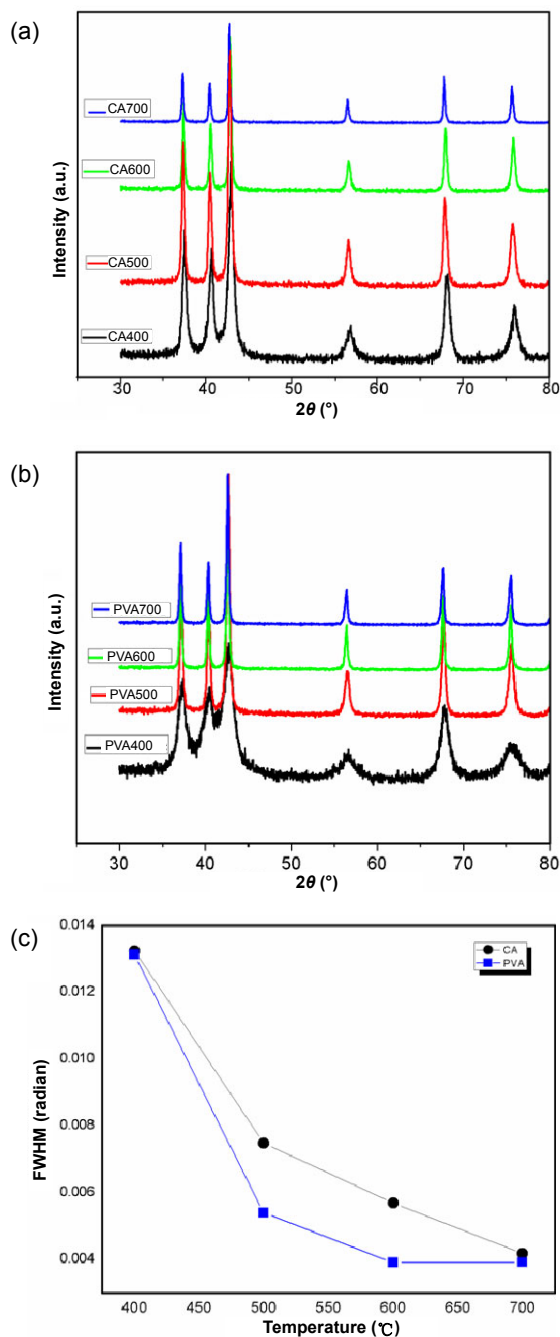 (a)
CA700
CA600
CA500
CA400
Intensity (a.u.)
30 40 50 60 70 80
2θ (°)
(b)
PVA700
PVA600
PVA500
PVA400
Intensity (a.u.)
30 40 50 60 70 80
2θ (°)
(c)
0.014
0.012
0.010
0.008
0.006
0.004
FWHM (radian)
CA
PVA
400 450 500 550 600 650 700
Temperature (℃)